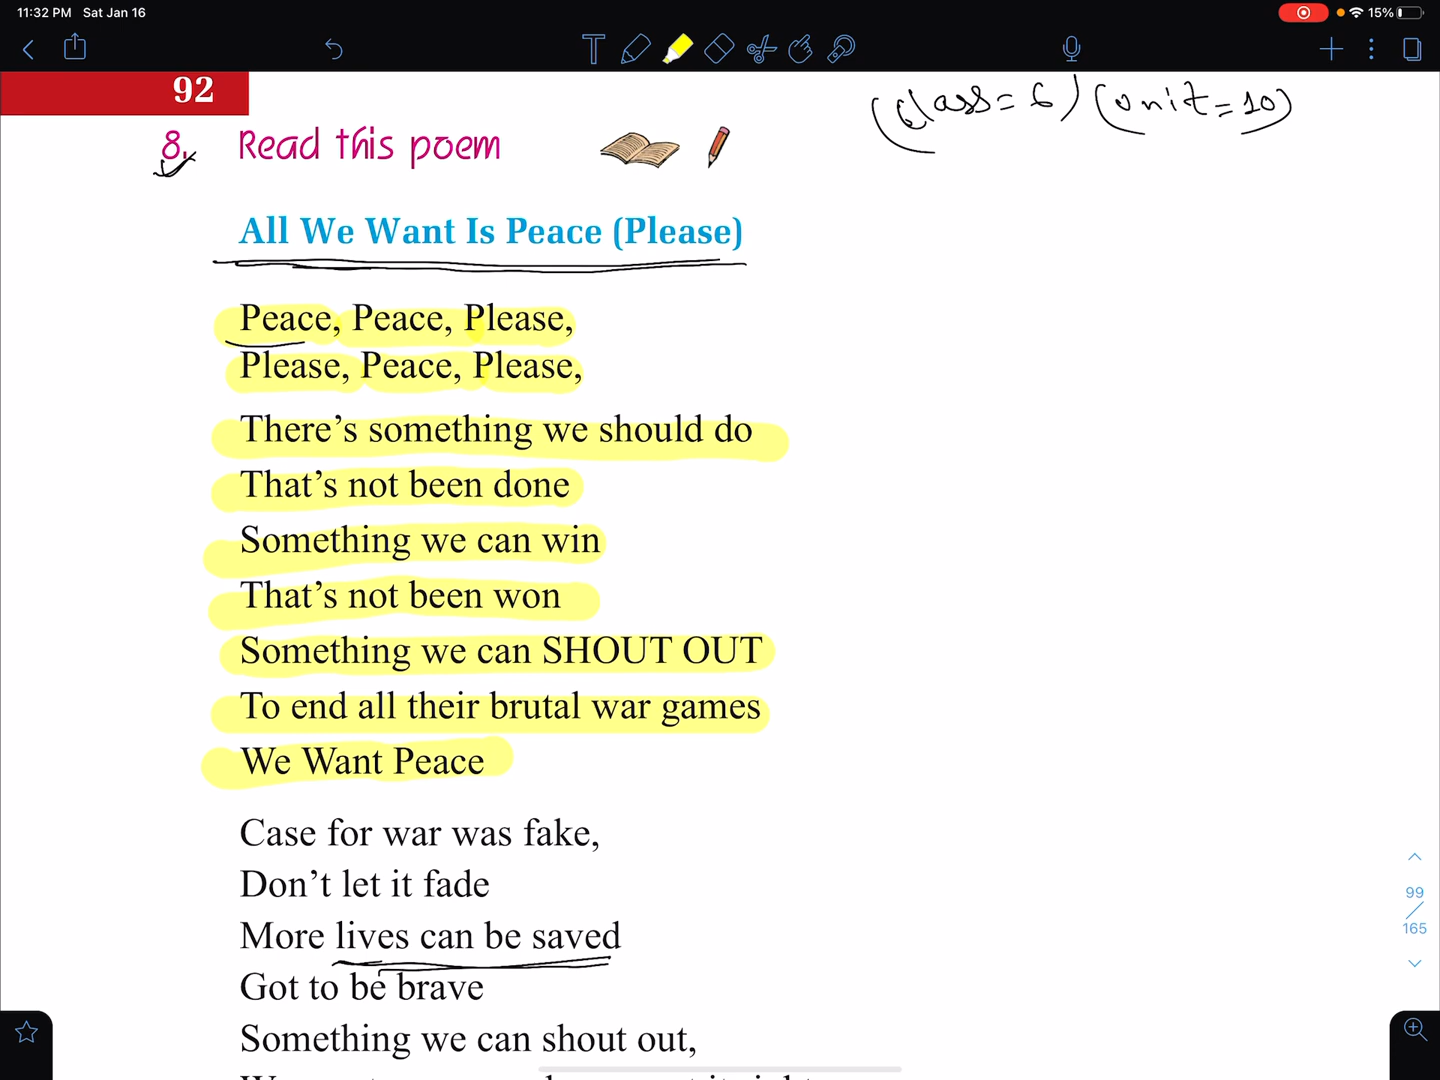 11:32 PM Sat Jan 16
15%
92
(class = 6) (unit = 10)
8. Read this poem
All We Want Is Peace (Please)
Peace, Peace, Please,
Please, Peace, Please,
There's something we should do
That's not been done
Something we can win
That's not been won
Something we can SHOUT OUT
To end all their brutal war games
We Want Peace
Case for war was fake,
Don't let it fade
More lives can be saved
Got to be brave
Something we can shout out,
99
165